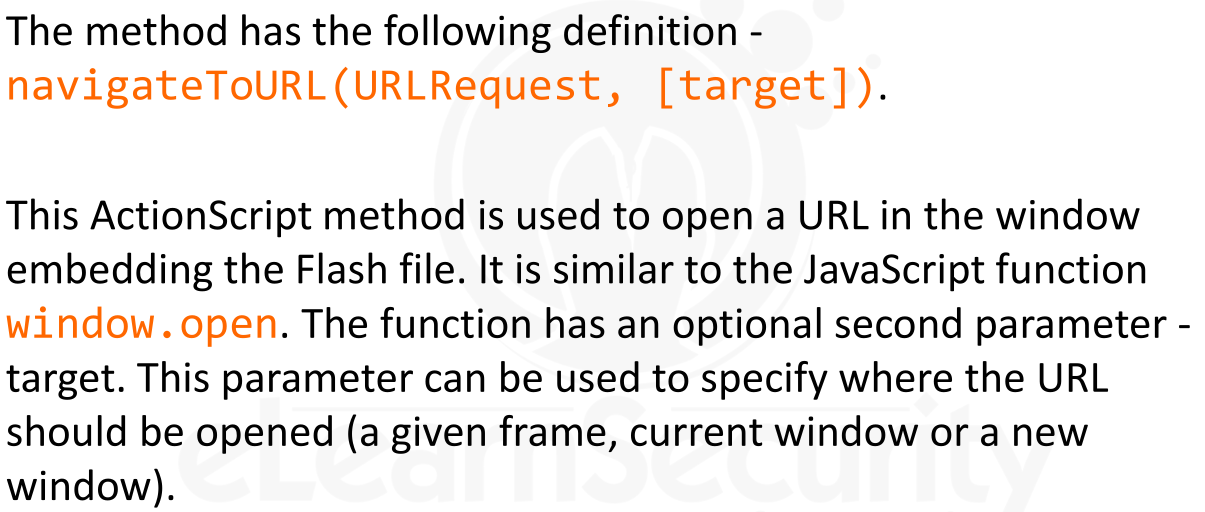 The method has the following definition -
navigateToURL(URLRequest, [target]).
This ActionScript method is used to open a URL in the window
embedding the Flash file. It is similar to the JavaScript function
window.open. The function has an optional second parameter -
target. This parameter can be used to specify where the URL
should be opened (a given frame, current window or a new
window).
eLearnSecurity